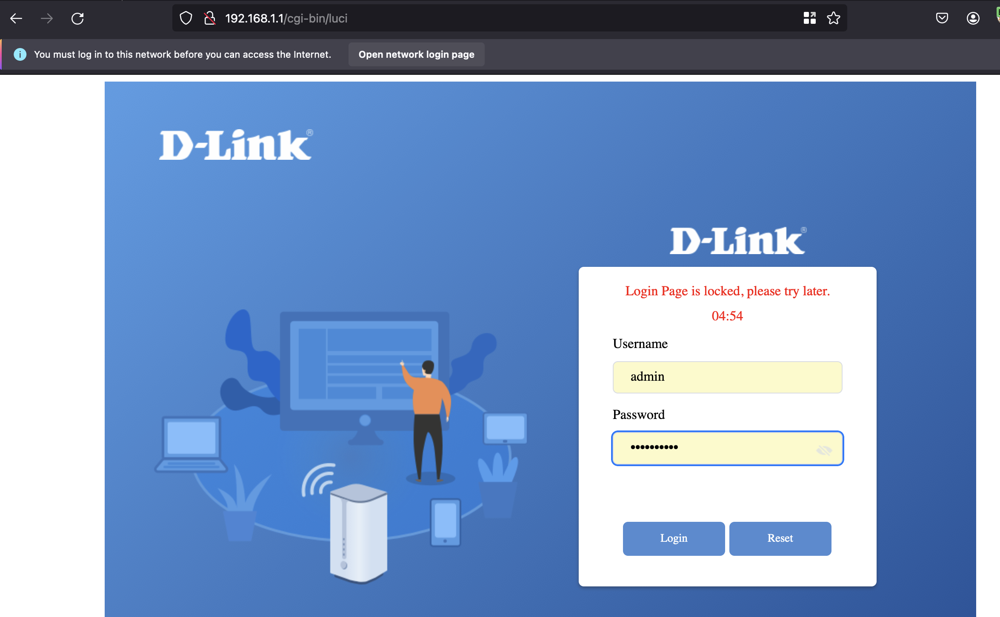 192.168.1.1/cgi-bin/luci
You must log in to this network before you can access the Internet.
Open network login page
D-Link®
D-Link®
Login Page is locked, please try later.
04:54
Username
admin
Password
••••••••••
Login
Reset